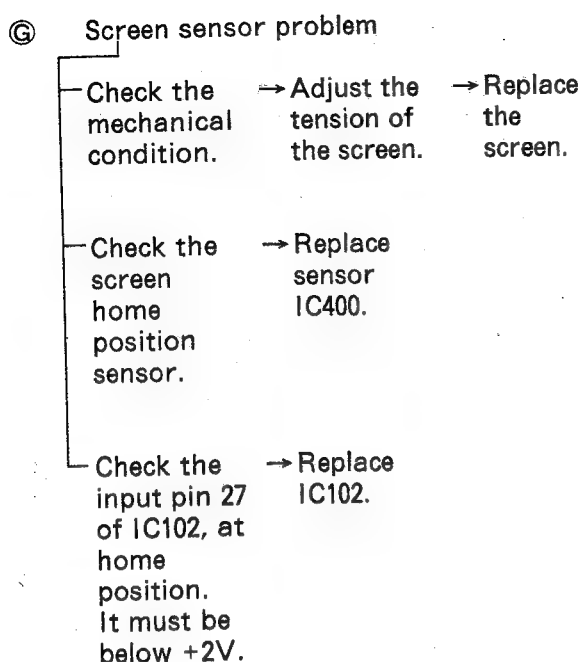 Ⓖ Screen sensor problem
Check the → Adjust the → Replace
mechanical tension of the
condition. the screen. screen.
Check the → Replace
screen sensor
home IC400.
position
sensor.
Check the → Replace
input pin 27 IC102.
of IC102, at
home
position.
It must be
below +2V.